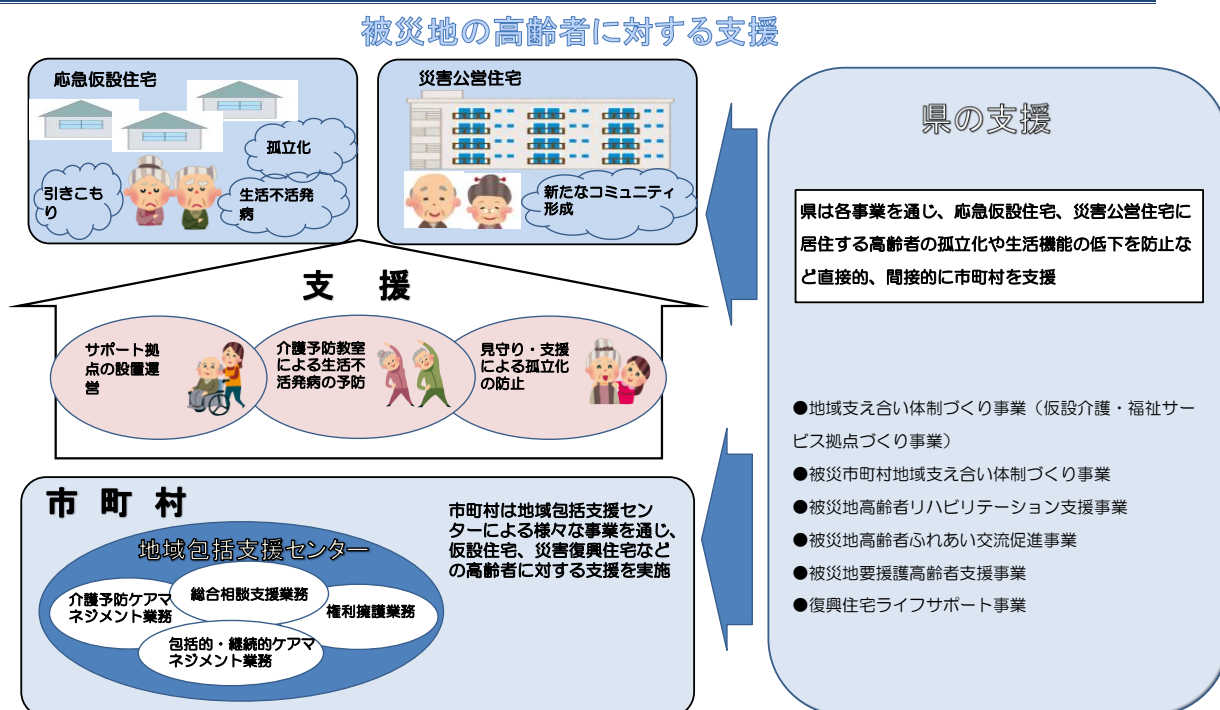 被災地の高齢者に対する支援
応急仮設住宅
孤立化
引きこも
り
生活不活発
病
災害公営住宅
新たなコミュニティ
形成
支 援
サポート拠
点の設置運
営
介護予防教室
による生活不
活発病の予防
見守り・支援
による孤立化
の防止
市 町 村
地域包括支援センター
介護予防ケアマ
ネジメント業務
総合相談支援業務
権利擁護業務
包括的・継続的ケアマ
ネジメント業務
市町村は地域包括支援セン
ターによる様々な事業を通じ、
仮設住宅、災害復興住宅など
の高齢者に対する支援を実施
県の支援
県は各事業を通じ、応急仮設住宅、災害公営住宅に
居住する高齢者の孤立化や生活機能の低下を防止な
ど直接的、間接的に市町村を支援
●地域支え合い体制づくり事業（仮設介護・福祉サー
ビス拠点づくり事業）
●被災市町村地域支え合い体制づくり事業
●被災地高齢者リハビリテーション支援事業
●被災地高齢者ふれあい交流促進事業
●被災地要援護高齢者支援事業
●復興住宅ライフサポート事業